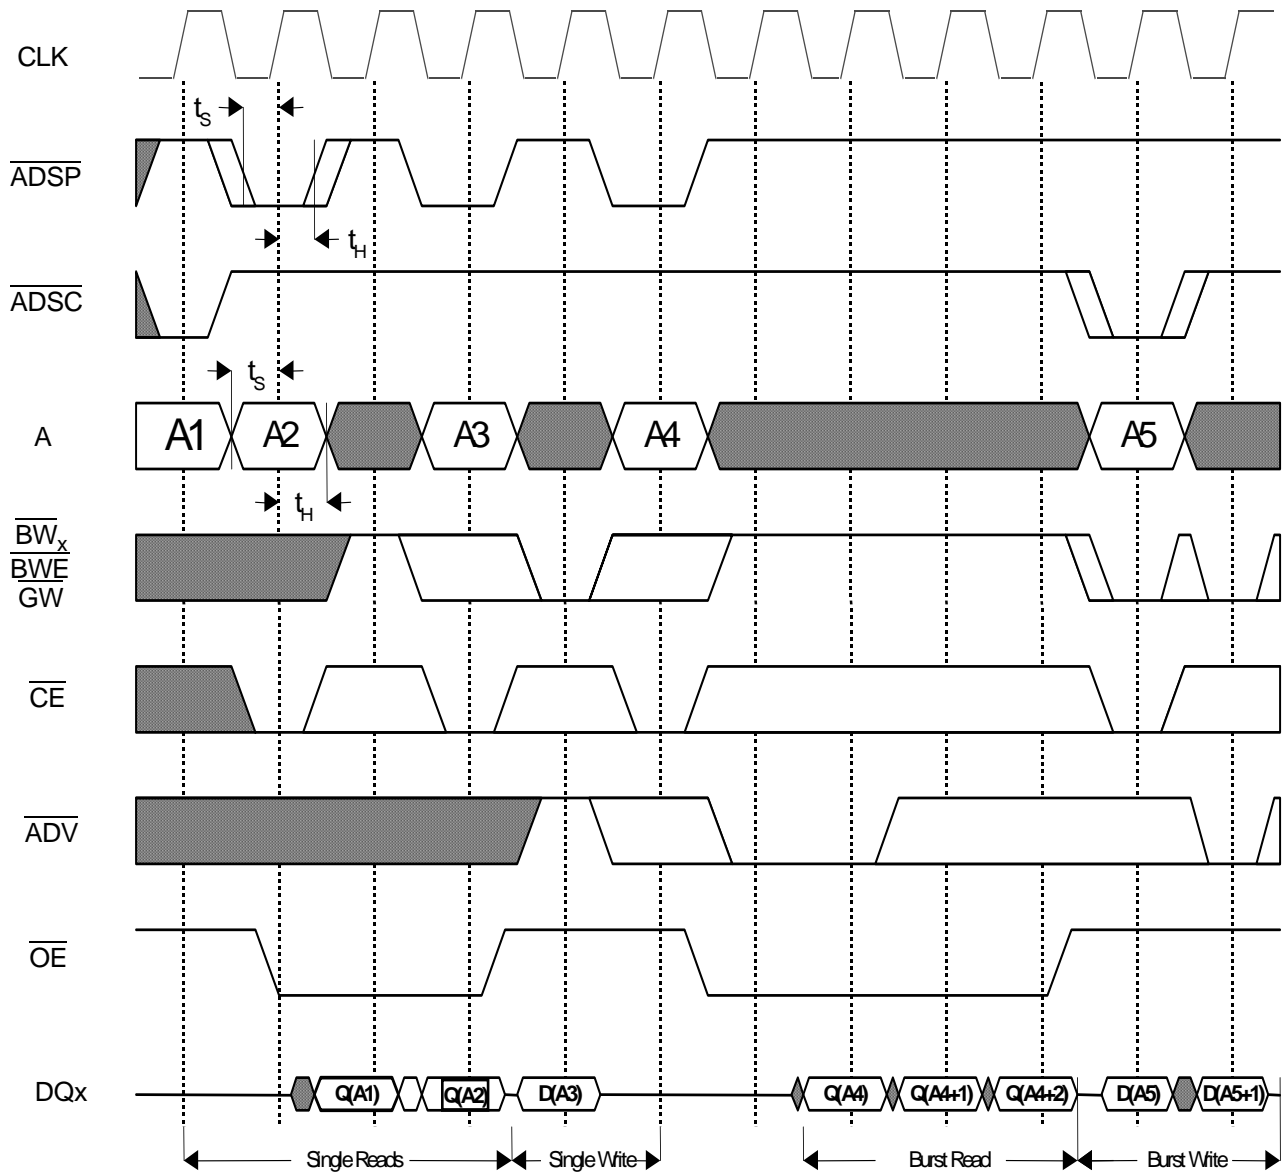 CLK
tS
ADSP
tH
ADSC
tS
A A1 A2 A3 A4 A5
tH
BWx
BWE
GW
CE
ADV
OE
DQx Q(A1) Q(A2) D(A3) Q(A4) Q(A4+1) Q(A4+2) D(A5) D(A5+1)
Single Reads Single Write Burst Read Burst Write